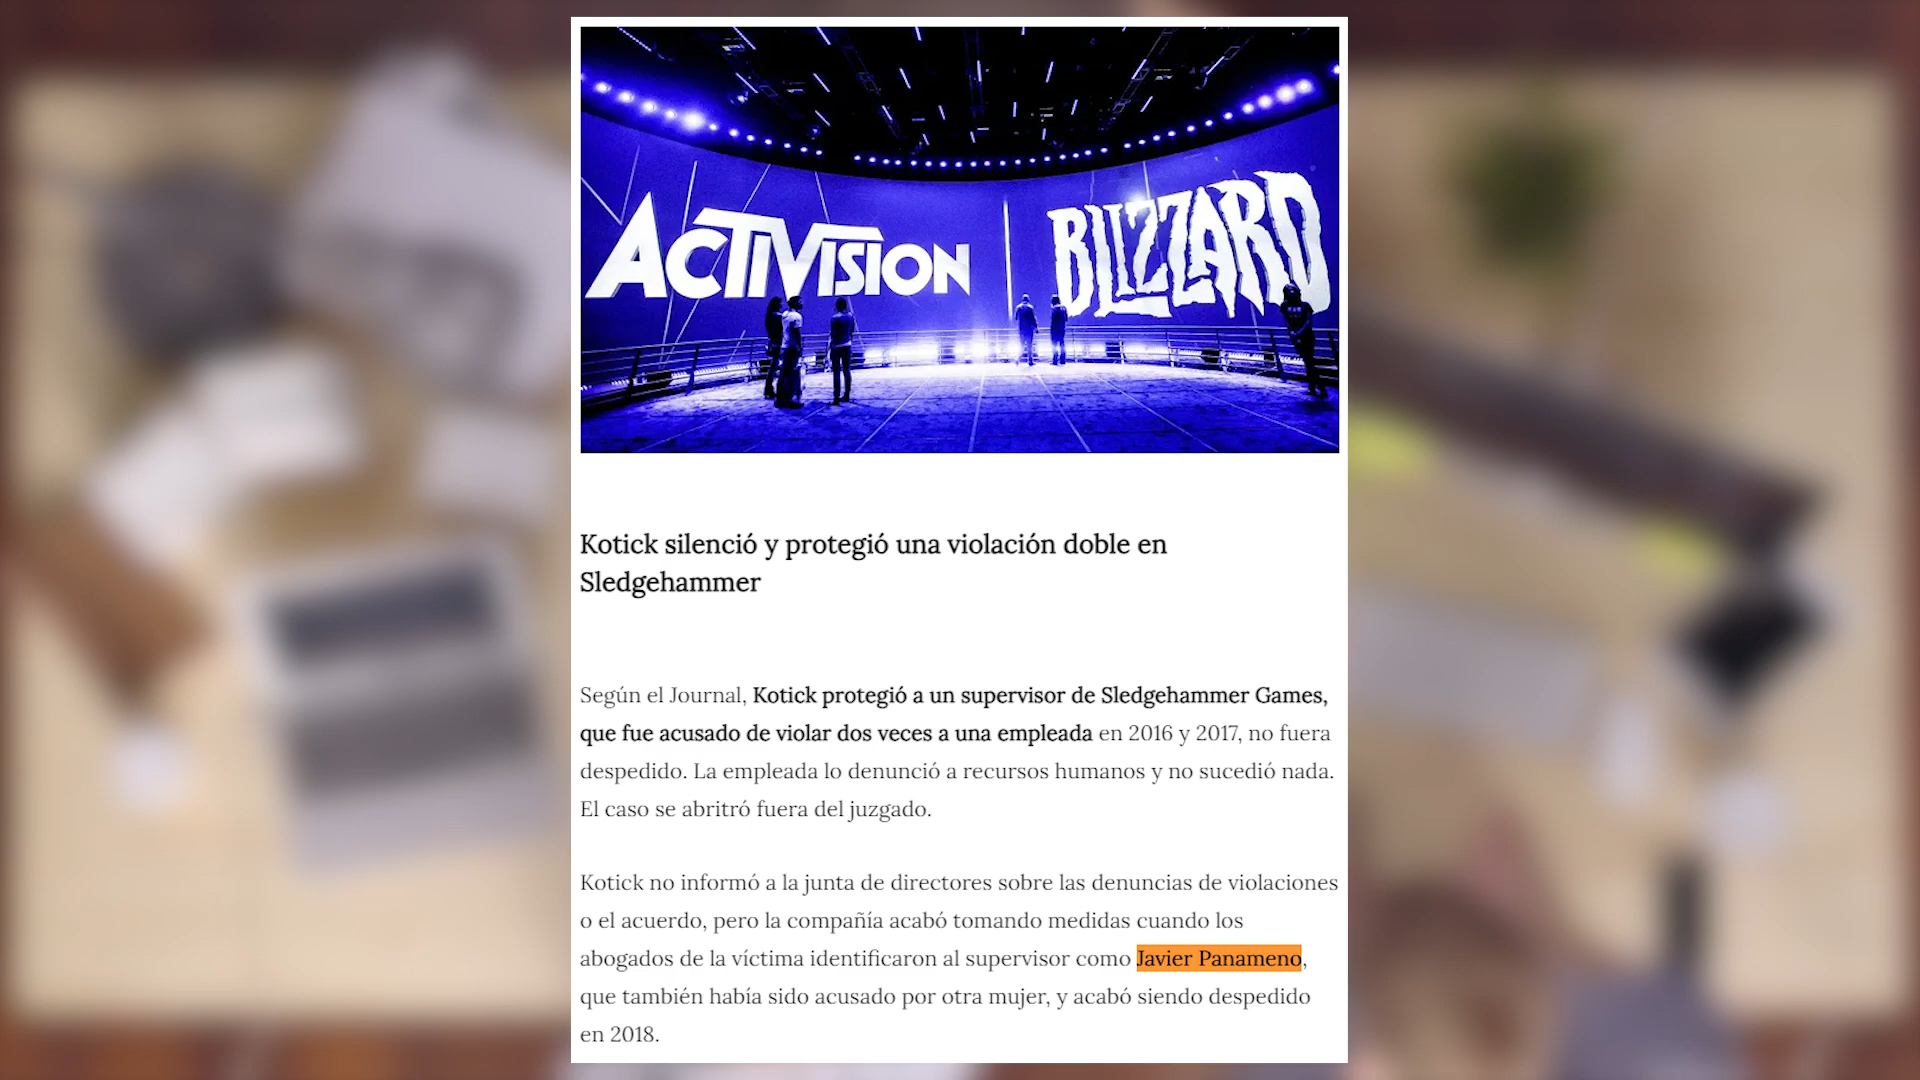 ACTIVISION
BLIZZARD
Kotick silenció y protegió una violación doble en
Sledgehammer
Según el Journal, Kotick protegió a un supervisor de Sledgehammer Games,
que fue acusado de violar dos veces a una empleada en 2016 y 2017, no fuera
despedido. La empleada lo denunció a recursos humanos y no sucedió nada.
El caso se abritró fuera del juzgado.
Kotick no informó a la junta de directores sobre las denuncias de violaciones
o el acuerdo, pero la compañía acabó tomando medidas cuando los
abogados de la víctima identificaron al supervisor como Javier Panameno,
que también había sido acusado por otra mujer, y acabó siendo despedido
en 2018.